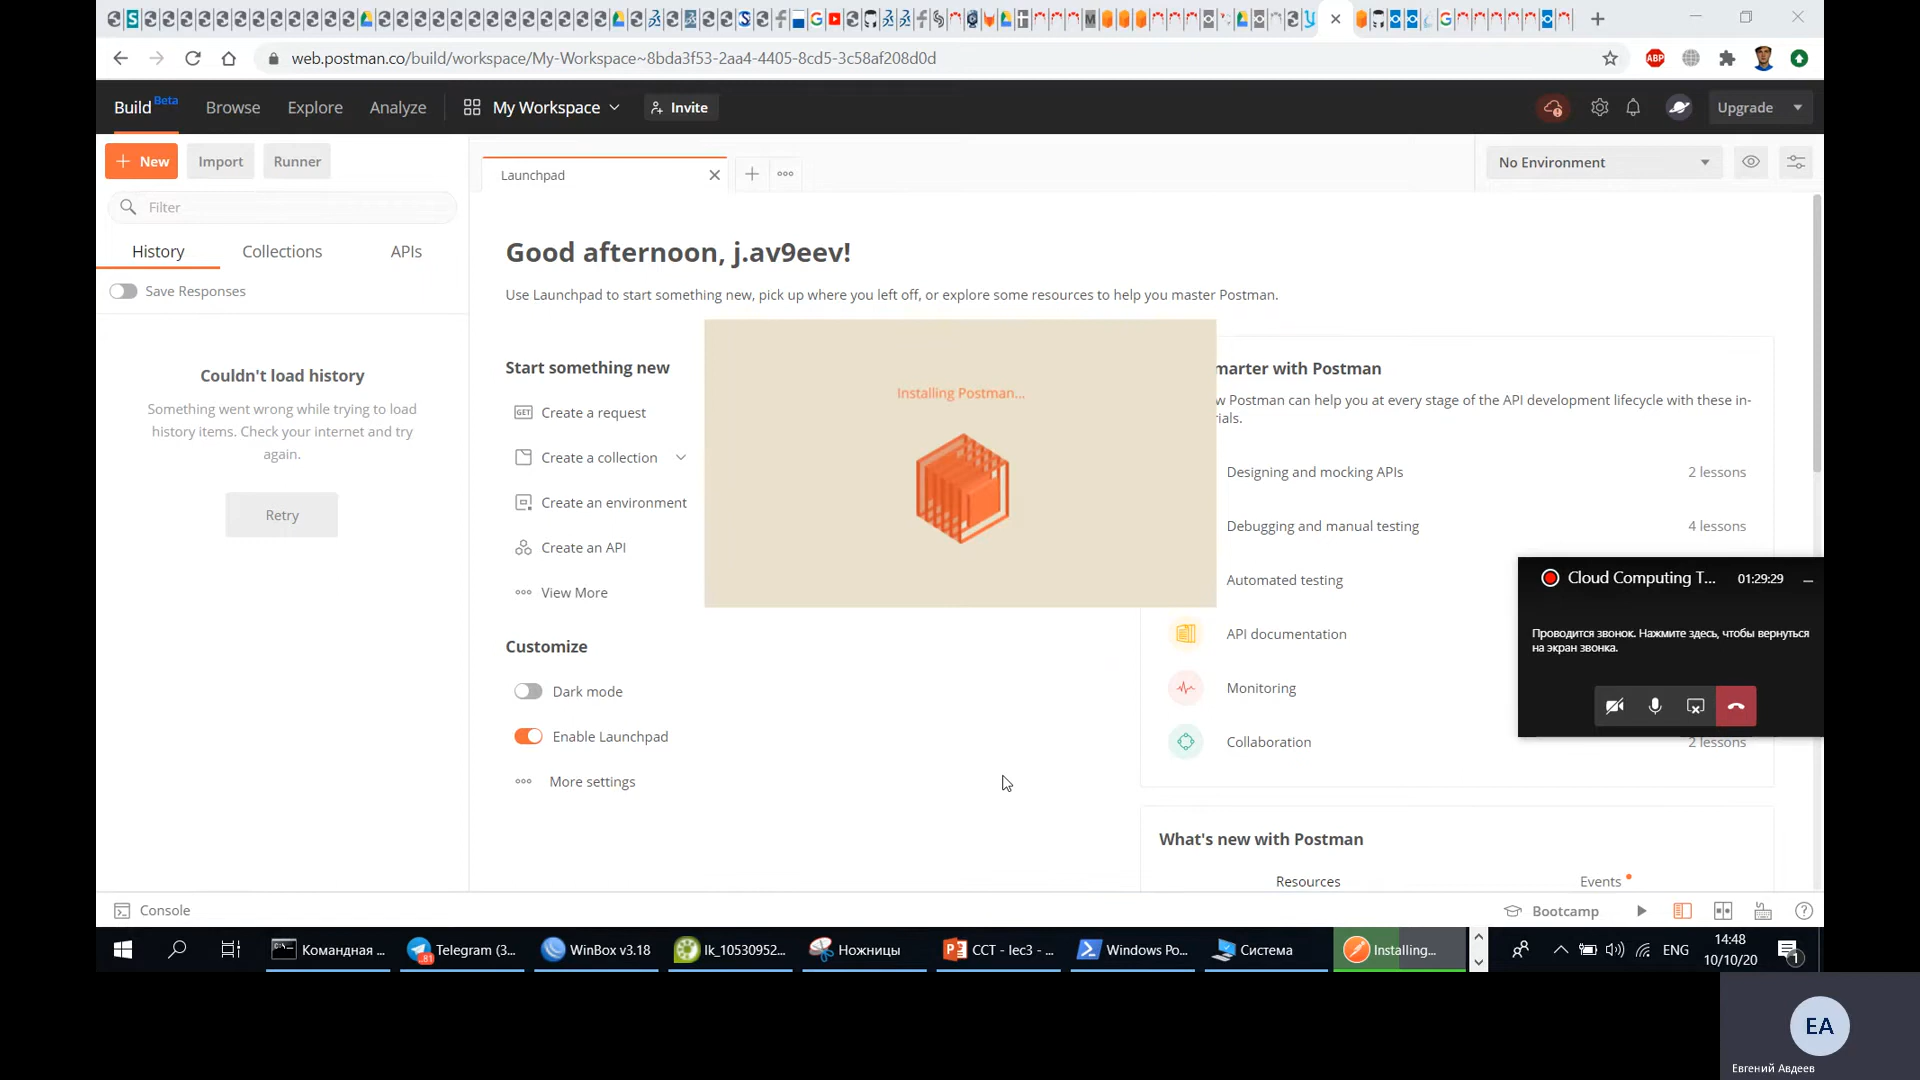 web.postman.co/build/workspace/My-Workspace~8bda3f53-2aa4-4405-8cd5-3c58af208d0d
ABP
Build Beta
Browse
Explore
Analyze
My Workspace
Invite
Upgrade
New
Import
Runner
Launchpad
No Environment
Filter
History
Collections
APIs
Save Responses
Couldn't load history
Something went wrong while trying to load
history items. Check your internet and try
again.
Retry
Good afternoon, j.av9eev!
Use Launchpad to start something new, pick up where you left off, or explore some resources to help you master Postman.
Start something new
GET Create a request
Create a collection
Create an environment
Create an API
View More
Customize
Dark mode
Enable Launchpad
More settings
Installing Postman...
marter with Postman
w Postman can help you at every stage of the API development lifecycle with these in-
rials.
Designing and mocking APIs
2 lessons
Debugging and manual testing
4 lessons
Automated testing
API documentation
Monitoring
Collaboration
2 lessons
Cloud Computing T...
01:29:29
Проводится звонок. Нажмите здесь, чтобы вернуться
на экран звонка.
What's new with Postman
Resources
Events
Console
Bootcamp
Командная ...
81
Telegram (3...
WinBox v3.18
lk_10530952...
Ножницы
CCT - lec3 - ...
Windows Po...
Система
Installing...
ENG
14:48
10/10/20
1
EA
Евгений Авдеев